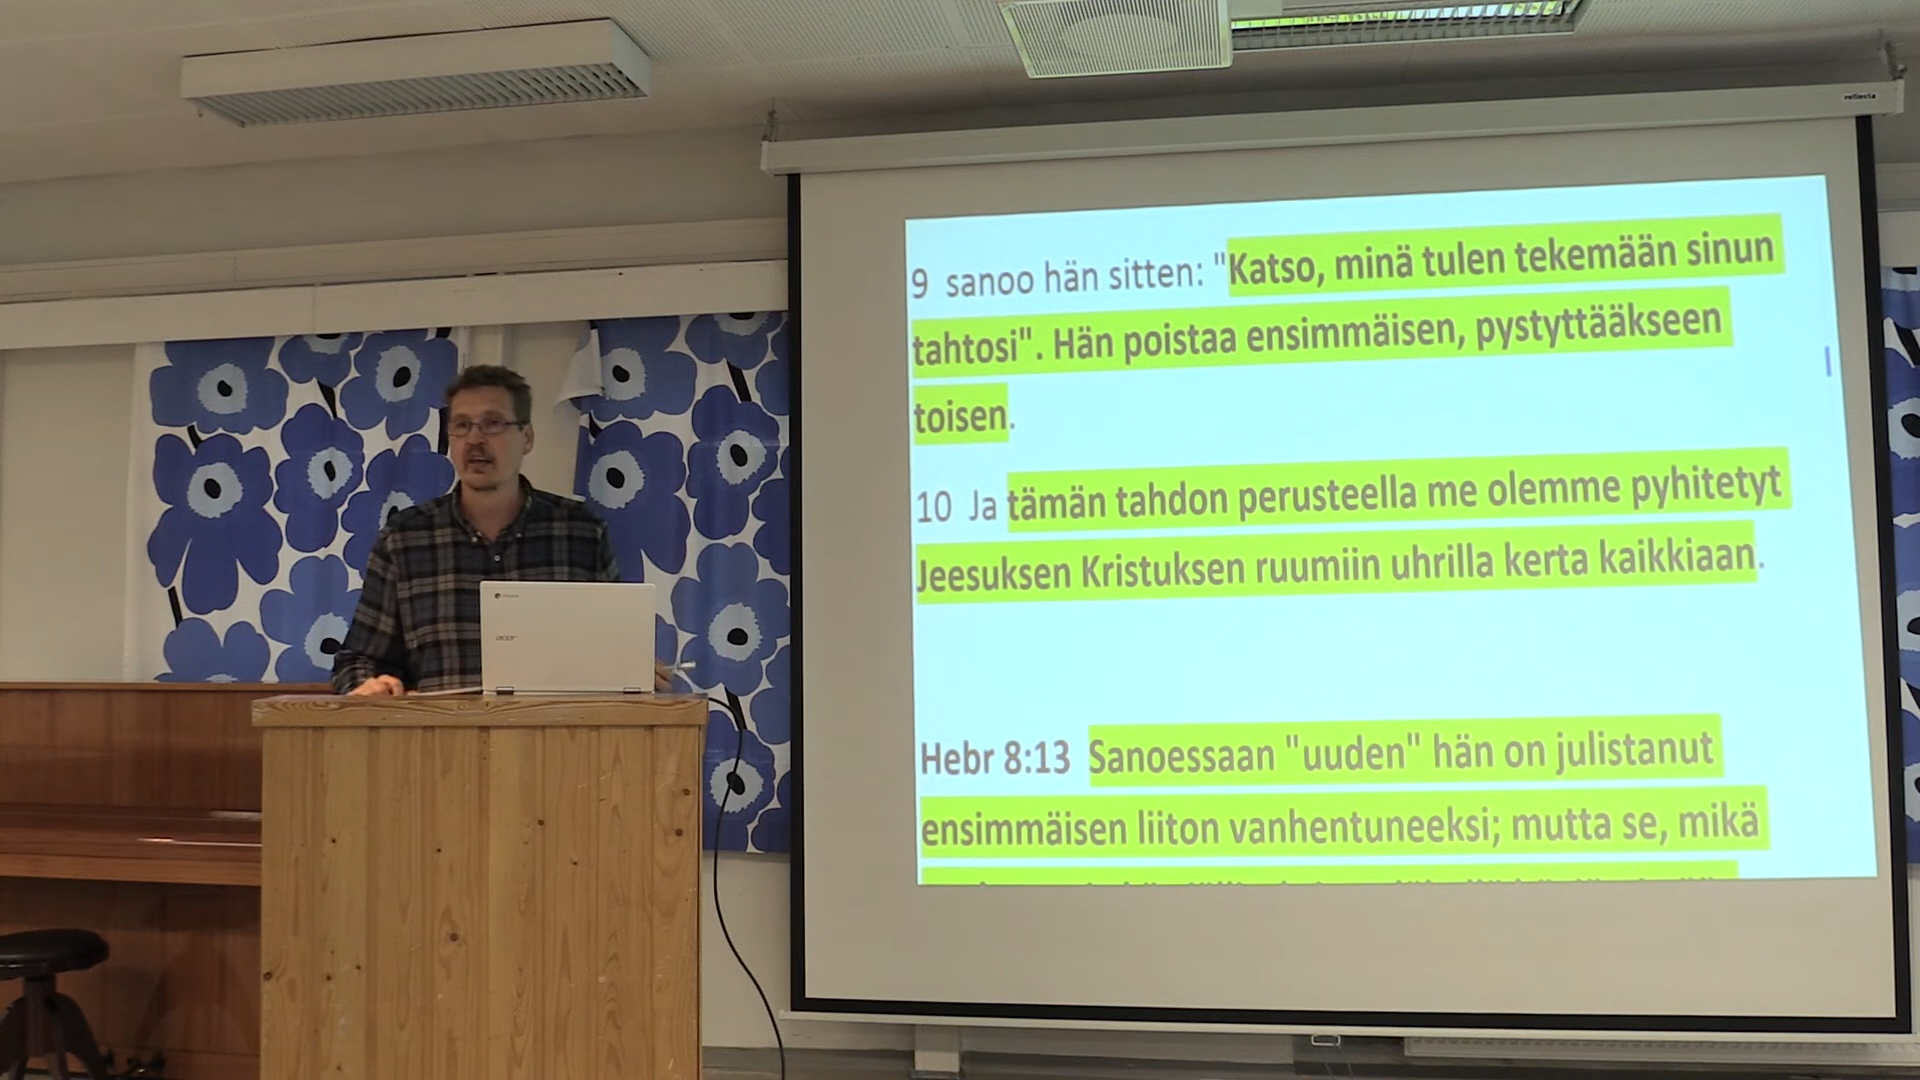 reflecta
9 sanoo hän sitten: "Katso, minä tulen tekemään sinun
tahtosi". Hän poistaa ensimmäisen, pystyttääkseen
toisen.
10 Ja tämän tahdon perusteella me olemme pyhitetyt
Jeesuksen Kristuksen ruumiin uhrilla kerta kaikkiaan.
Hebr 8:13 Sanoessaan "uuden" hän on julistanut
ensimmäisen liiton vanhentuneeksi; mutta se, mikä
acer